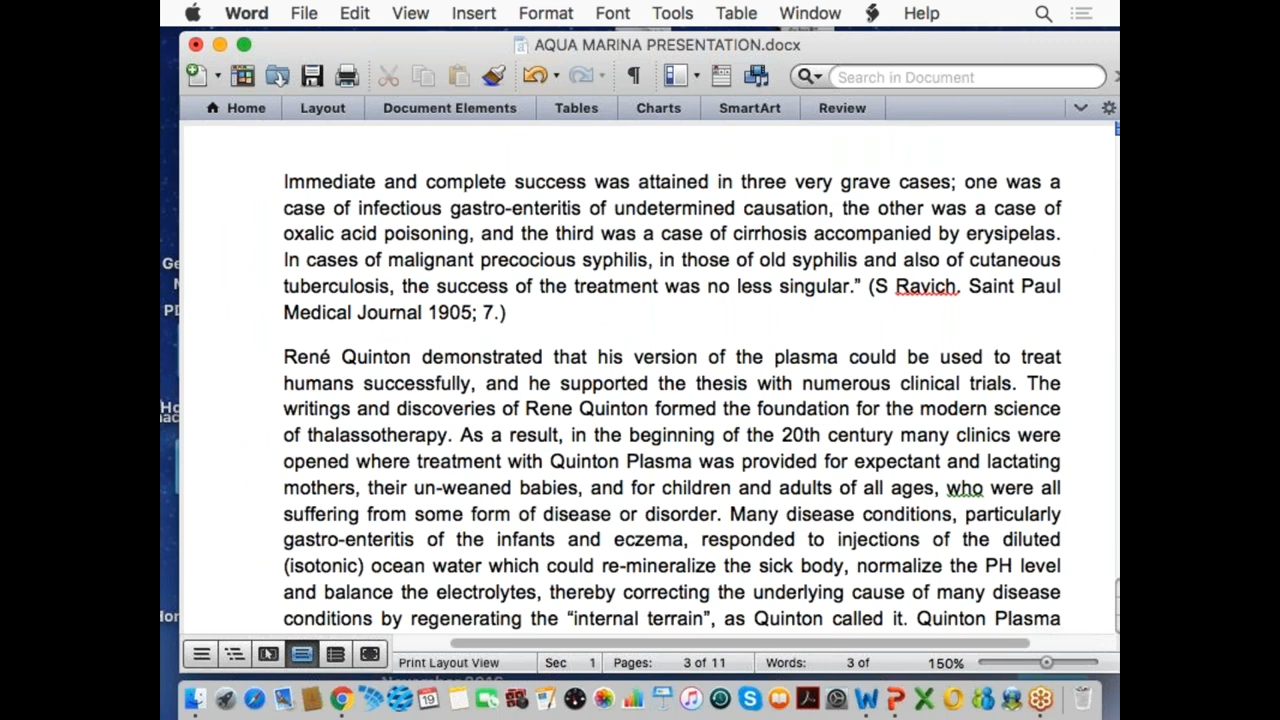 Word File Edit View Insert Format Font Tools Table Window Help
AQUA MARINA PRESENTATION.docx
Search in Document
Home Layout Document Elements Tables Charts SmartArt Review
Immediate and complete success was attained in three very grave cases; one was a
case of infectious gastro-enteritis of undetermined causation, the other was a case of
oxalic acid poisoning, and the third was a case of cirrhosis accompanied by erysipelas.
In cases of malignant precocious syphilis, in those of old syphilis and also of cutaneous
tuberculosis, the success of the treatment was no less singular.” (S Ravich. Saint Paul
Medical Journal 1905; 7.)
René Quinton demonstrated that his version of the plasma could be used to treat
humans successfully, and he supported the thesis with numerous clinical trials. The
writings and discoveries of Rene Quinton formed the foundation for the modern science
of thalassotherapy. As a result, in the beginning of the 20th century many clinics were
opened where treatment with Quinton Plasma was provided for expectant and lactating
mothers, their un-weaned babies, and for children and adults of all ages, who were all
suffering from some form of disease or disorder. Many disease conditions, particularly
gastro-enteritis of the infants and eczema, responded to injections of the diluted
(isotonic) ocean water which could re-mineralize the sick body, normalize the PH level
and balance the electrolytes, thereby correcting the underlying cause of many disease
conditions by regenerating the “internal terrain”, as Quinton called it. Quinton Plasma
Print Layout View Sec 1 Pages: 3 of 11 Words: 3 of 150%
19